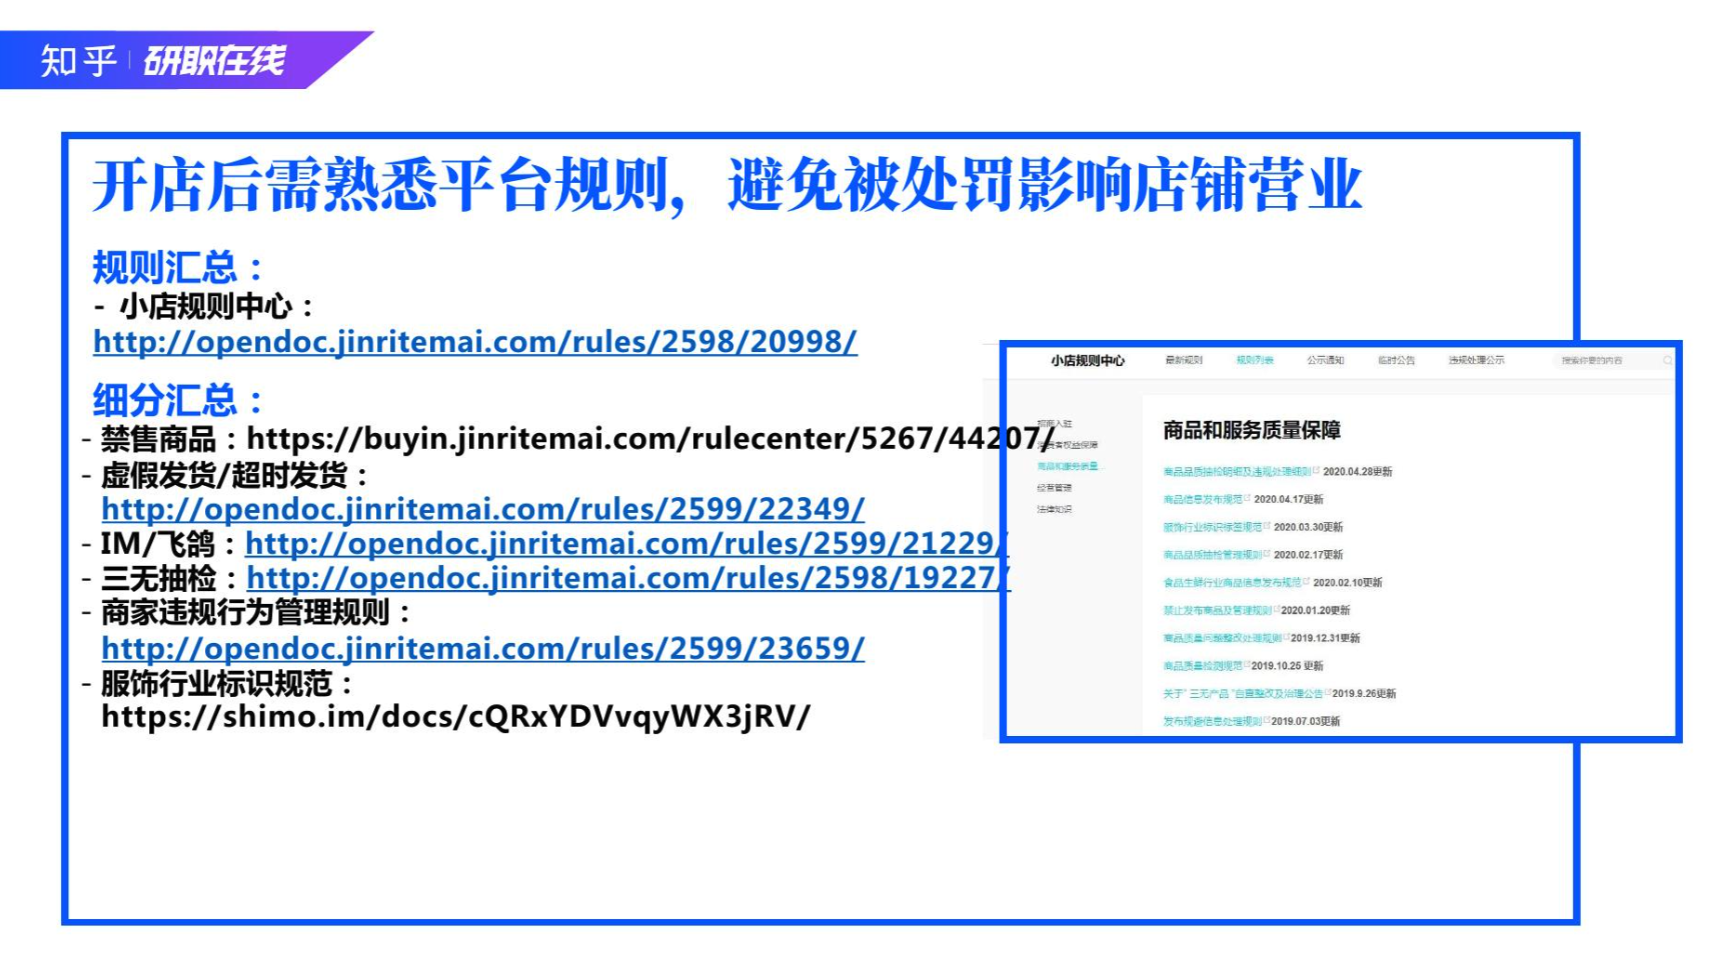 知乎 研职在线
开店后需熟悉平台规则，避免被处罚影响店铺营业
规则汇总：
- 小店规则中心：
http://opendoc.jinritemai.com/rules/2598/20998/
细分汇总：
- 禁售商品：https://buyin.jinritemai.com/rulecenter/5267/44207/
- 虚假发货/超时发货：
http://opendoc.jinritemai.com/rules/2599/22349/
- IM/飞鸽：http://opendoc.jinritemai.com/rules/2599/21229/
- 三无抽检：http://opendoc.jinritemai.com/rules/2598/19227/
- 商家违规行为管理规则：
http://opendoc.jinritemai.com/rules/2599/23659/
- 服饰行业标识规范：
https://shimo.im/docs/cQRxYDVvqyWX3jRV/
小店规则中心 最新规则 规则列表 公示通知 临时公告 违规处理公示 搜索你要的内容
入驻
者权益保障
商品和服务质量...
经营管理
法律知识
商品和服务质量保障
商品品质抽检明细及违规处理细则 2020.04.28更新
商品信息发布规范 2020.04.17更新
服饰行业标识标签规范 2020.03.30更新
商品品质抽检管理规则 2020.02.17更新
食品生鲜行业商品信息发布规范 2020.02.10更新
禁止发布商品及管理规则 2020.01.20更新
商品质量问题整改处理规则 2019.12.31更新
商品质量检测规范 2019.10.25 更新
关于“三无产品”自查整改及治理公告 2019.9.26更新
发布规避信息处理规则 2019.07.03更新